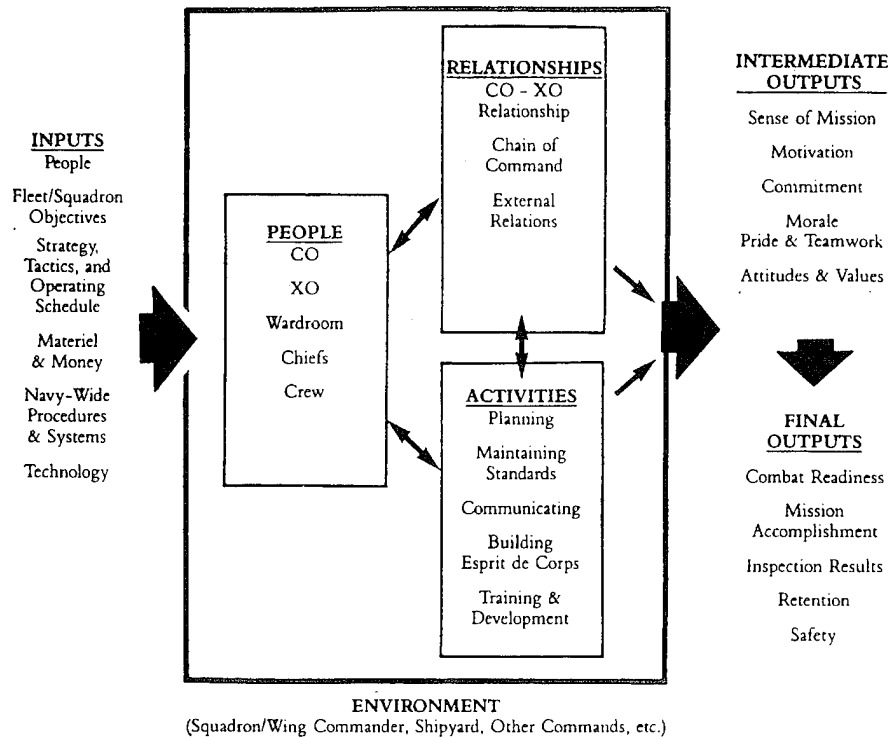 INPUTS
People
Fleet/Squadron
Objectives
Strategy,
Tactics, and
Operating
Schedule
Materiel
& Money
Navy-Wide
Procedures
& Systems
Technology
PEOPLE
CO
XO
Wardroom
Chiefs
Crew
RELATIONSHIPS
CO - XO
Relationship
Chain of
Command
External
Relations
ACTIVITIES
Planning
Maintaining
Standards
Communicating
Building
Esprit de Corps
Training &
Development
INTERMEDIATE
OUTPUTS
Sense of Mission
Motivation
Commitment
Morale
Pride & Teamwork
Attitudes & Values
FINAL
OUTPUTS
Combat Readiness
Mission
Accomplishment
Inspection Results
Retention
Safety
ENVIRONMENT
(Squadron/Wing Commander, Shipyard, Other Commands, etc.)